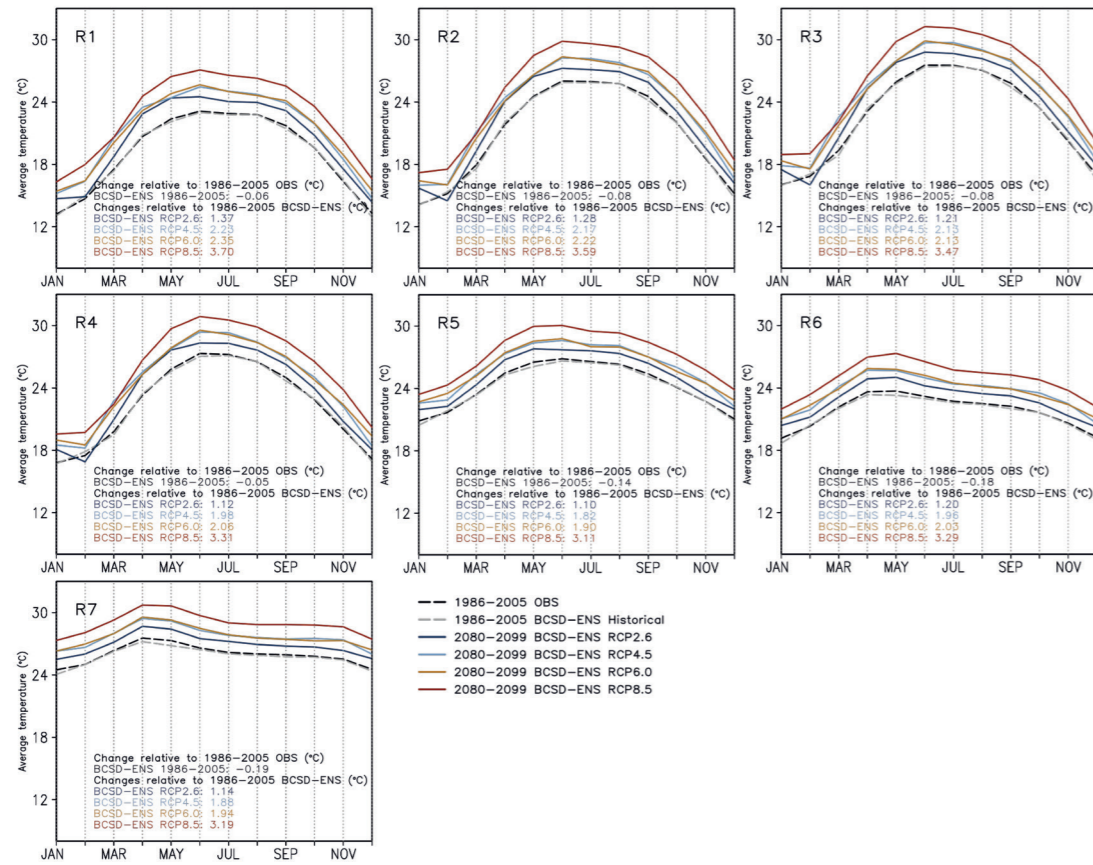 R1
Average temperature (°C)
30
24
18
12
Change relative to 1986−2005 OBS (°C)
BCSD−ENS 1986−2005: −0.06
Changes relative to 1986−2005 BCSD−ENS (°C)
BCSD−ENS RCP2.6: 1.37
BCSD−ENS RCP4.5: 2.23
BCSD−ENS RCP6.0: 2.35
BCSD−ENS RCP8.5: 3.70
JAN MAR MAY JUL SEP NOV
R2
Average temperature (°C)
30
24
18
12
Change relative to 1986−2005 OBS (°C)
BCSD−ENS 1986−2005: −0.08
Changes relative to 1986−2005 BCSD−ENS (°C)
BCSD−ENS RCP2.6: 1.28
BCSD−ENS RCP4.5: 2.17
BCSD−ENS RCP6.0: 2.22
BCSD−ENS RCP8.5: 3.59
JAN MAR MAY JUL SEP NOV
R3
Average temperature (°C)
30
24
18
12
Change relative to 1986−2005 OBS (°C)
BCSD−ENS 1986−2005: −0.08
Changes relative to 1986−2005 BCSD−ENS (°C)
BCSD−ENS RCP2.6: 1.21
BCSD−ENS RCP4.5: 2.13
BCSD−ENS RCP6.0: 2.13
BCSD−ENS RCP8.5: 3.47
JAN MAR MAY JUL SEP NOV
R4
Average temperature (°C)
30
24
18
12
Change relative to 1986−2005 OBS (°C)
BCSD−ENS 1986−2005: −0.05
Changes relative to 1986−2005 BCSD−ENS (°C)
BCSD−ENS RCP2.6: 1.12
BCSD−ENS RCP4.5: 1.98
BCSD−ENS RCP6.0: 2.06
BCSD−ENS RCP8.5: 3.31
JAN MAR MAY JUL SEP NOV
R5
Average temperature (°C)
30
24
18
12
Change relative to 1986−2005 OBS (°C)
BCSD−ENS 1986−2005: −0.14
Changes relative to 1986−2005 BCSD−ENS (°C)
BCSD−ENS RCP2.6: 1.10
BCSD−ENS RCP4.5: 1.82
BCSD−ENS RCP6.0: 1.90
BCSD−ENS RCP8.5: 3.11
JAN MAR MAY JUL SEP NOV
R6
Average temperature (°C)
30
24
18
12
Change relative to 1986−2005 OBS (°C)
BCSD−ENS 1986−2005: −0.18
Changes relative to 1986−2005 BCSD−ENS (°C)
BCSD−ENS RCP2.6: 1.20
BCSD−ENS RCP4.5: 1.96
BCSD−ENS RCP6.0: 2.03
BCSD−ENS RCP8.5: 3.29
JAN MAR MAY JUL SEP NOV
R7
Average temperature (°C)
30
24
18
12
Change relative to 1986−2005 OBS (°C)
BCSD−ENS 1986−2005: −0.19
Changes relative to 1986−2005 BCSD−ENS (°C)
BCSD−ENS RCP2.6: 1.14
BCSD−ENS RCP4.5: 1.88
BCSD−ENS RCP6.0: 1.94
BCSD−ENS RCP8.5: 3.19
JAN MAR MAY JUL SEP NOV
1986−2005 OBS
1986−2005 BCSD−ENS Historical
2080−2099 BCSD−ENS RCP2.6
2080−2099 BCSD−ENS RCP4.5
2080−2099 BCSD−ENS RCP6.0
2080−2099 BCSD−ENS RCP8.5